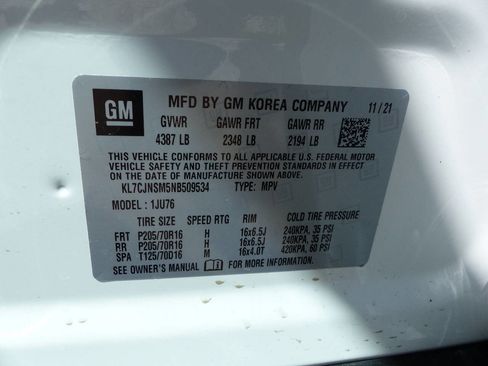 GM
MFD BY GM KOREA COMPANY 11/21
GVWR GAWR FRT GAWR RR
4387 LB 2348 LB 2194 LB
THIS VEHICLE CONFORMS TO ALL APPLICABLE U.S. FEDERAL MOTOR
VEHICLE SAFETY AND THEFT PREVENTION STANDARDS IN EFFECT ON
THE DATE OF MANUFACTURE SHOWN ABOVE.
KL7CJNSM5NB509534 TYPE: MPV
MODEL: 1JU76
TIRE SIZE SPEED RTG RIM COLD TIRE PRESSURE
FRT P205/70R16 H 16x6.5J 240KPA, 35 PSI
RR P205/70R16 H 16x6.5J 240KPA, 35 PSI
SPA T125/70D16 M 16x4.0T 420KPA, 60 PSI
SEE OWNER'S MANUAL FOR MORE INFORMATION.